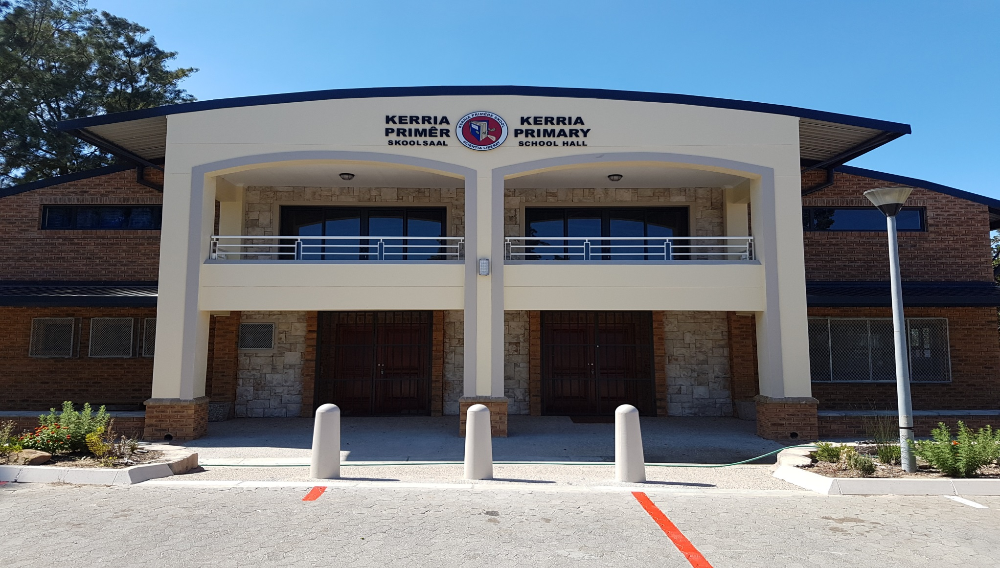 KERRIA
PRIMÊR
SKOOLSAAL
KERRIA PRIMÊRE SKOOL
SCIENTIA LIBERAT
KERRIA
PRIMARY
SCHOOL HALL